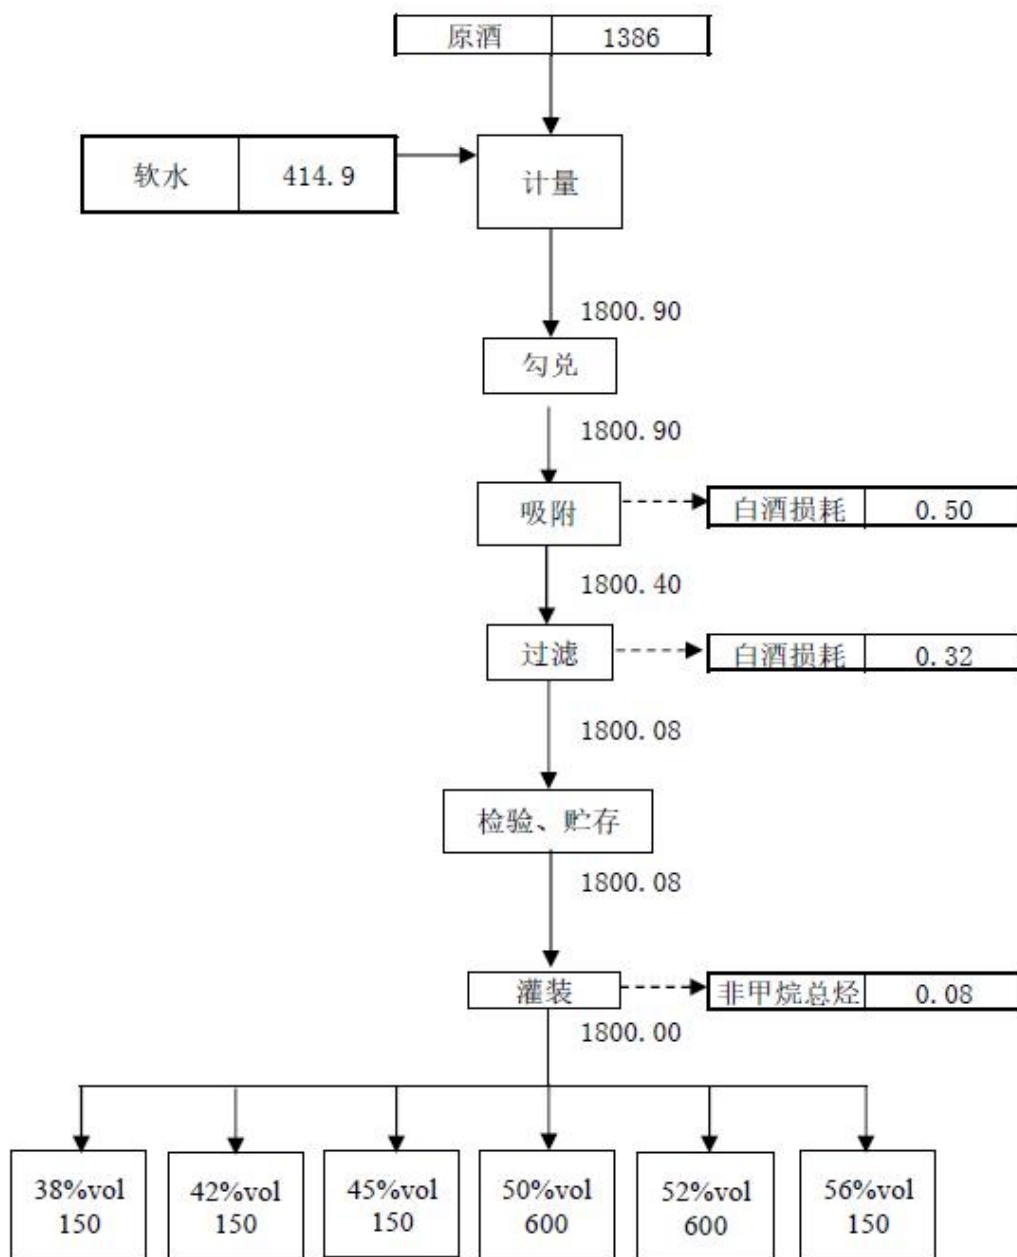 原酒 1386
软水 414.9
计量
1800.90
勾兑
1800.90
吸附
白酒损耗 0.50
1800.40
过滤
白酒损耗 0.32
1800.08
检验、贮存
1800.08
灌装
非甲烷总烃 0.08
1800.00
38%vol
150
42%vol
150
45%vol
150
50%vol
600
52%vol
600
56%vol
150